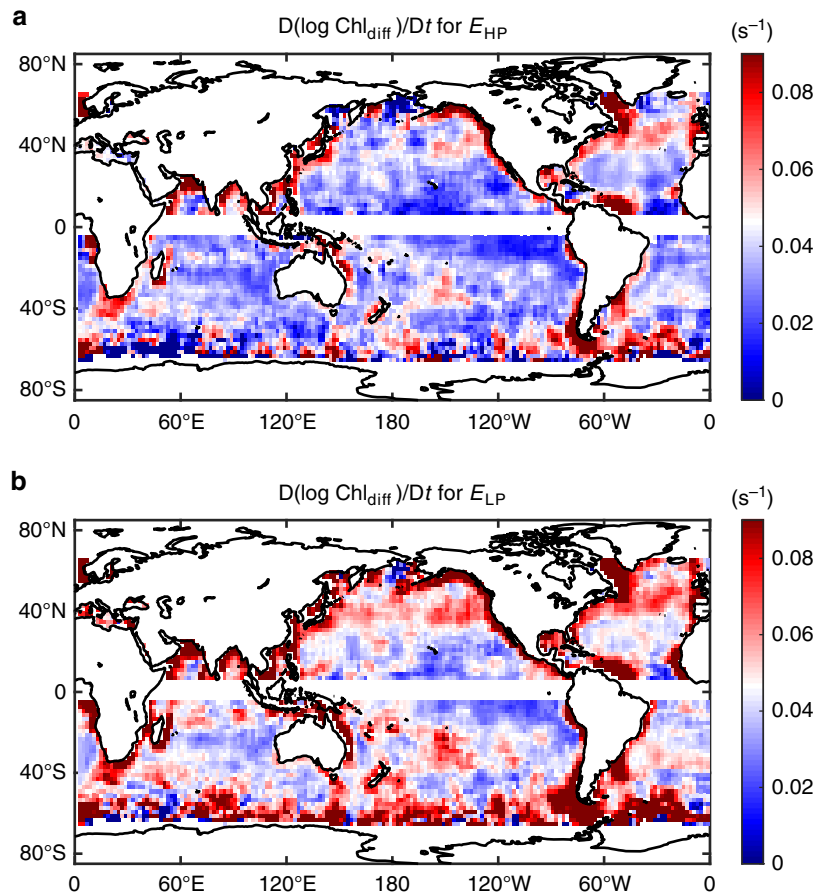 a
D(log Chl_diff)/Dt for E_HP
(s⁻¹)
80°N
40°N
0
40°S
80°S
0 60°E 120°E 180 120°W 60°W 0
0.08
0.06
0.04
0.02
0
b
D(log Chl_diff)/Dt for E_LP
(s⁻¹)
80°N
40°N
0
40°S
80°S
0 60°E 120°E 180 120°W 60°W 0
0.08
0.06
0.04
0.02
0